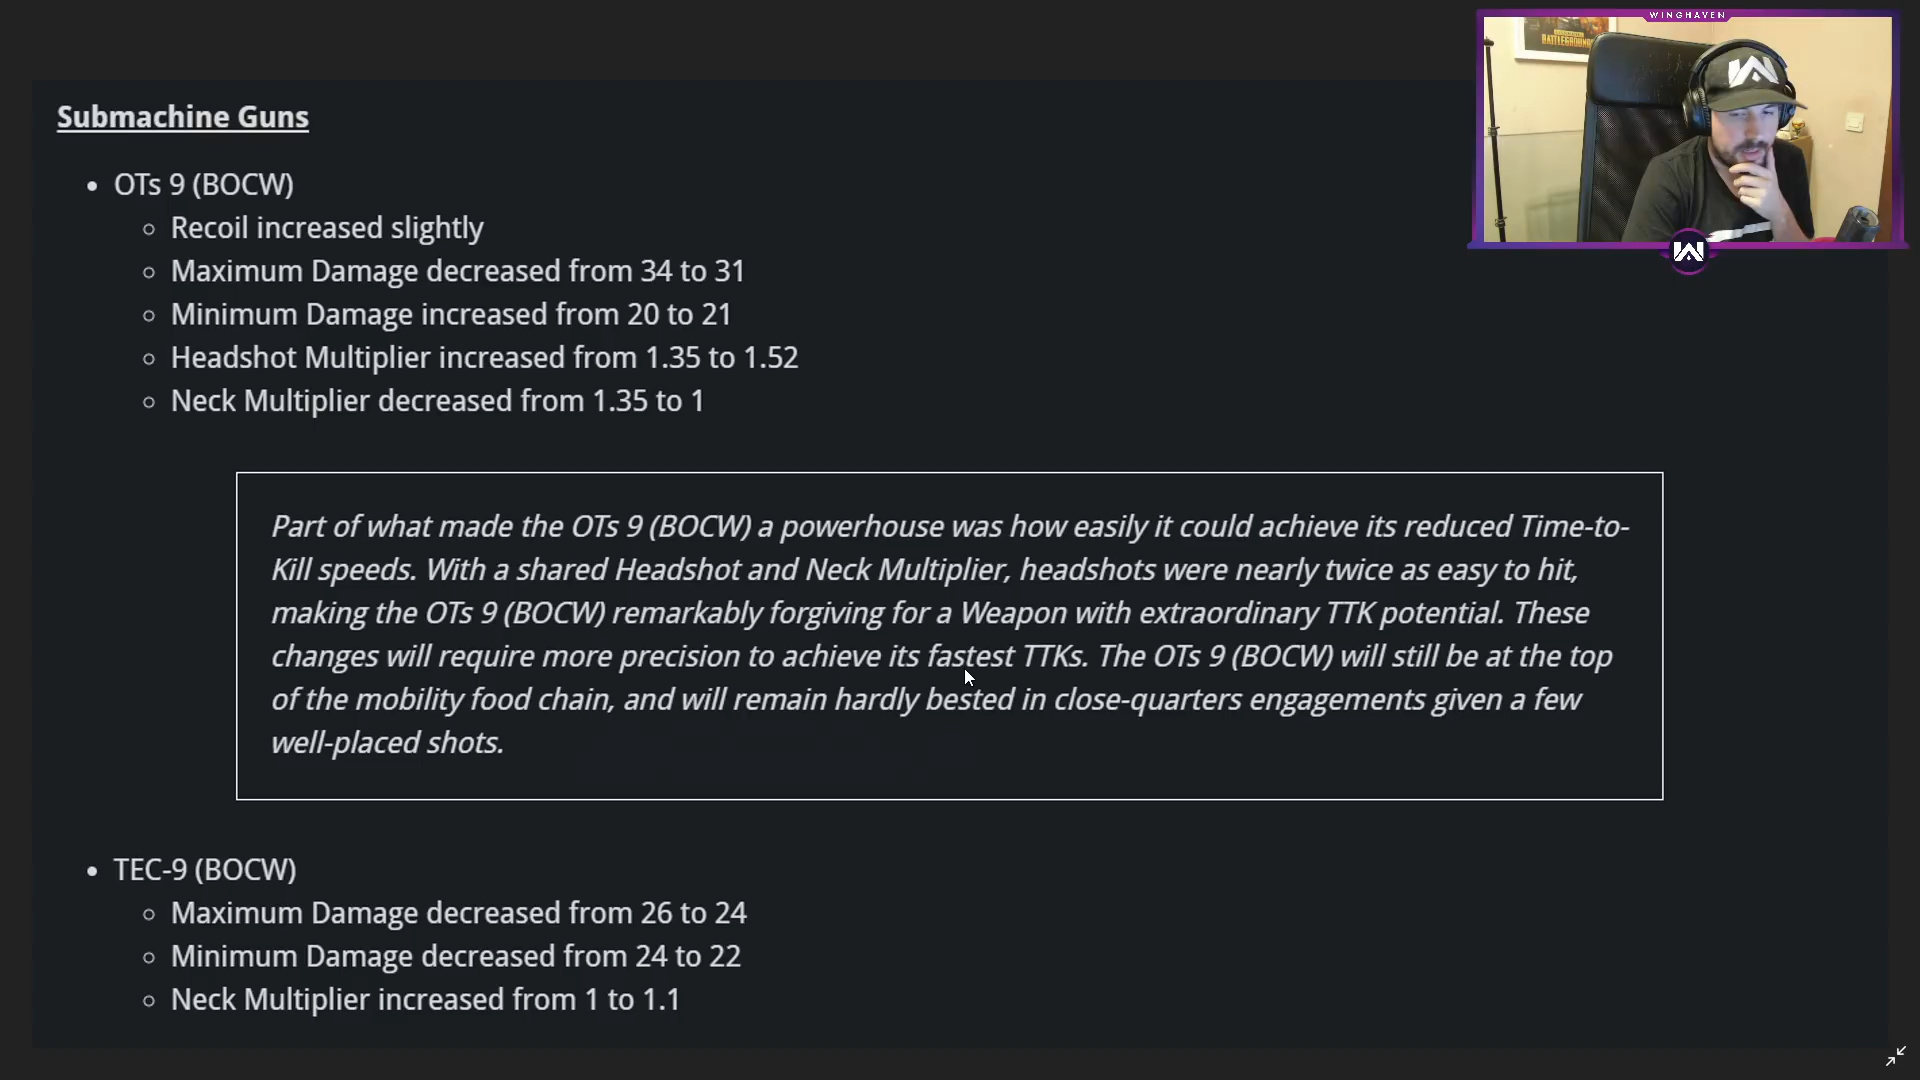 WINGHAVEN
BATTLEGROUNDS
Submachine Guns
• OTs 9 (BOCW)
○ Recoil increased slightly
○ Maximum Damage decreased from 34 to 31
○ Minimum Damage increased from 20 to 21
○ Headshot Multiplier increased from 1.35 to 1.52
○ Neck Multiplier decreased from 1.35 to 1
Part of what made the OTs 9 (BOCW) a powerhouse was how easily it could achieve its reduced Time-to-
Kill speeds. With a shared Headshot and Neck Multiplier, headshots were nearly twice as easy to hit,
making the OTs 9 (BOCW) remarkably forgiving for a Weapon with extraordinary TTK potential. These
changes will require more precision to achieve its fastest TTKs. The OTs 9 (BOCW) will still be at the top
of the mobility food chain, and will remain hardly bested in close-quarters engagements given a few
well-placed shots.
• TEC-9 (BOCW)
○ Maximum Damage decreased from 26 to 24
○ Minimum Damage decreased from 24 to 22
○ Neck Multiplier increased from 1 to 1.1